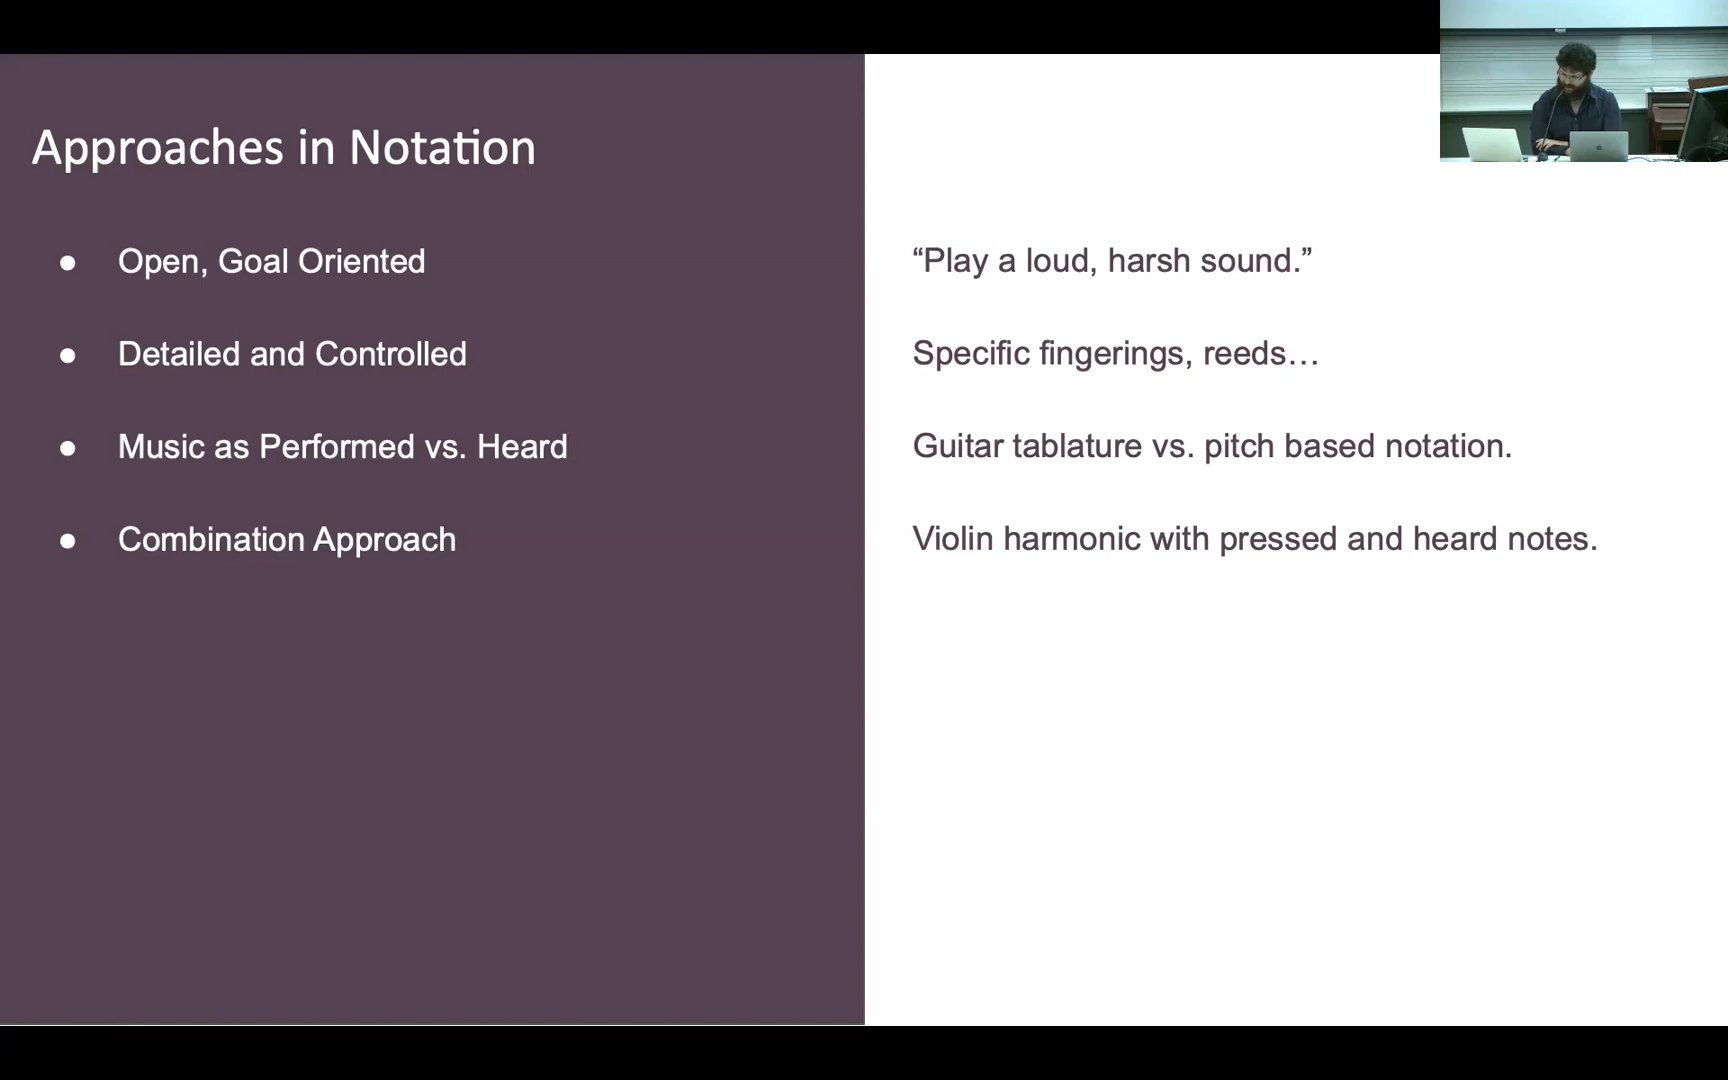 Approaches in Notation
● Open, Goal Oriented
“Play a loud, harsh sound.”
● Detailed and Controlled
Specific fingerings, reeds…
● Music as Performed vs. Heard
Guitar tablature vs. pitch based notation.
● Combination Approach
Violin harmonic with pressed and heard notes.